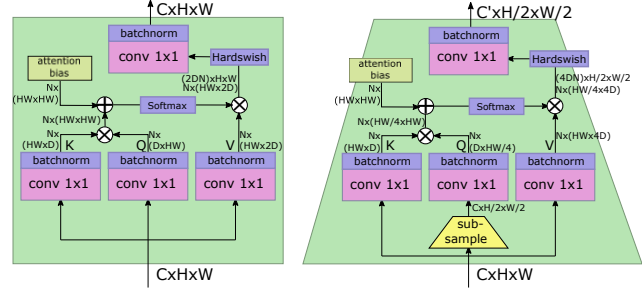 CxHxW
batchnorm
conv 1x1
Hardswish
attention
bias
(2DN)xHxW
Nx(HWx2D)
Nx
(HWxHW)
Softmax
Nx(HWxHW)
Nx
(HWxD)
K
Q
Nx
(DxHW)
V
Nx
(HWx2D)
batchnorm
conv 1x1
batchnorm
conv 1x1
batchnorm
conv 1x1
CxHxW
C'xH/2xW/2
batchnorm
conv 1x1
Hardswish
attention
bias
(4DN)xH/2xW/2
Nx(HW/4x4D)
Nx
(HWxHW)
Softmax
Nx(HW/4xHW)
Nx
(HWxD)
K
Q
Nx
(DxHW/4)
V
Nx(HWx4D)
batchnorm
conv 1x1
batchnorm
conv 1x1
batchnorm
conv 1x1
CxH/2xW/2
sub-
sample
CxHxW